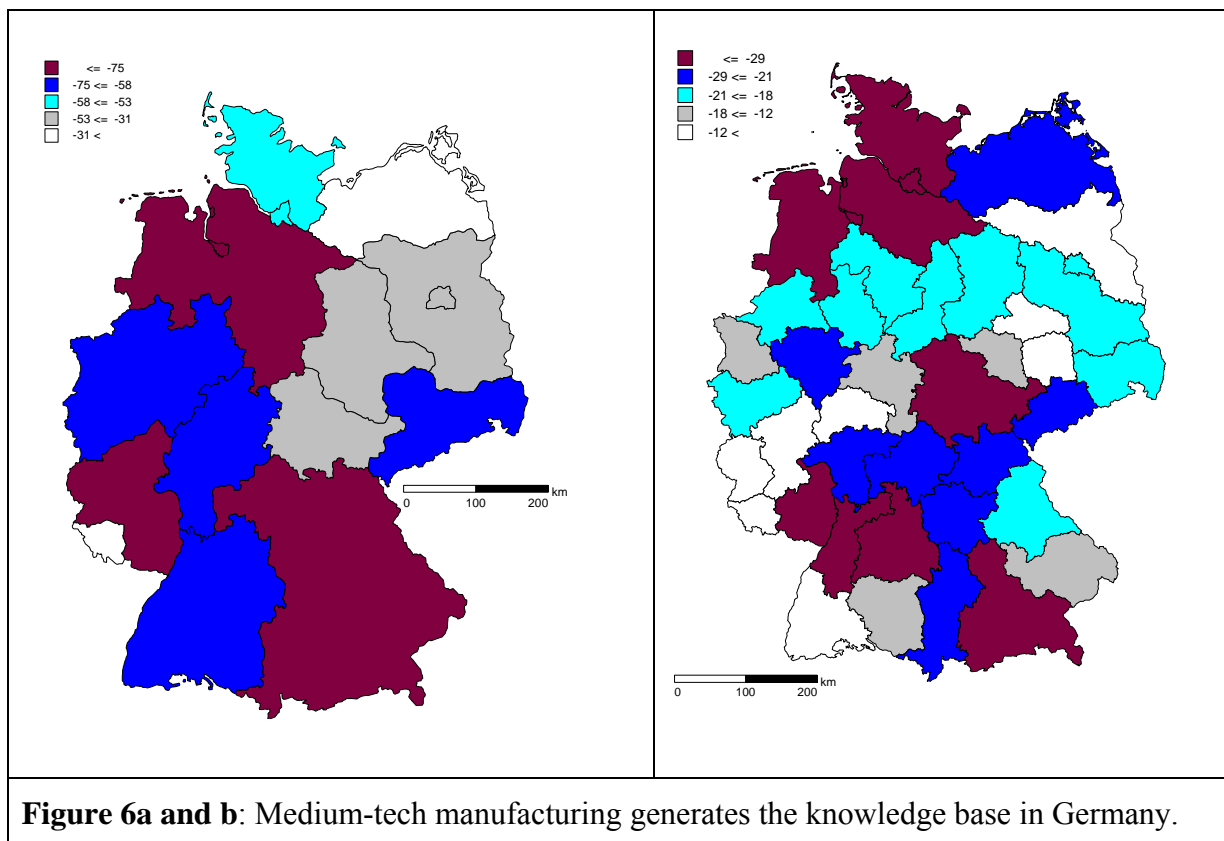 <= -75
-75 <= -58
-58 <= -53
-53 <= -31
-31 <
km
0 100 200
<= -29
-29 <= -21
-21 <= -18
-18 <= -12
-12 <
km
0 100 200
Figure 6a and b: Medium-tech manufacturing generates the knowledge base in Germany.